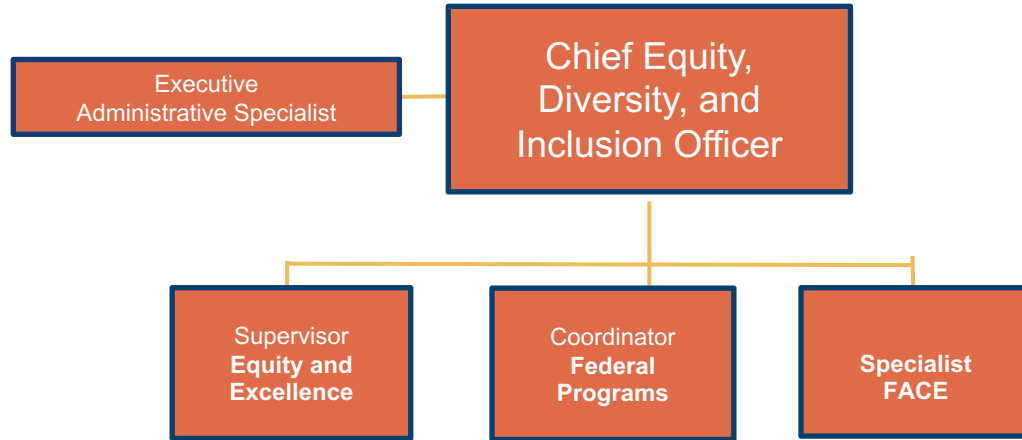 Chief Equity,
Diversity, and
Inclusion Officer
Executive
Administrative Specialist
Supervisor
Equity and
Excellence
Coordinator
Federal
Programs
Specialist
FACE